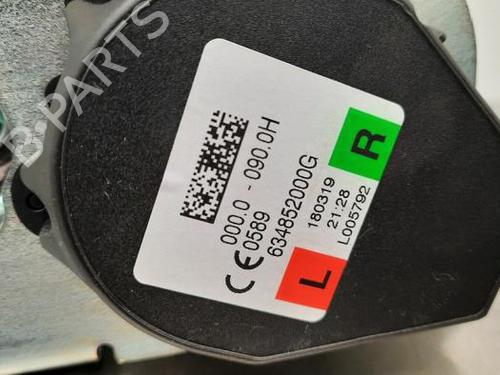 B-PARTS
000.0 - 090.0H
CE 0589
634852000G
L
180319
21:28
L005792
R